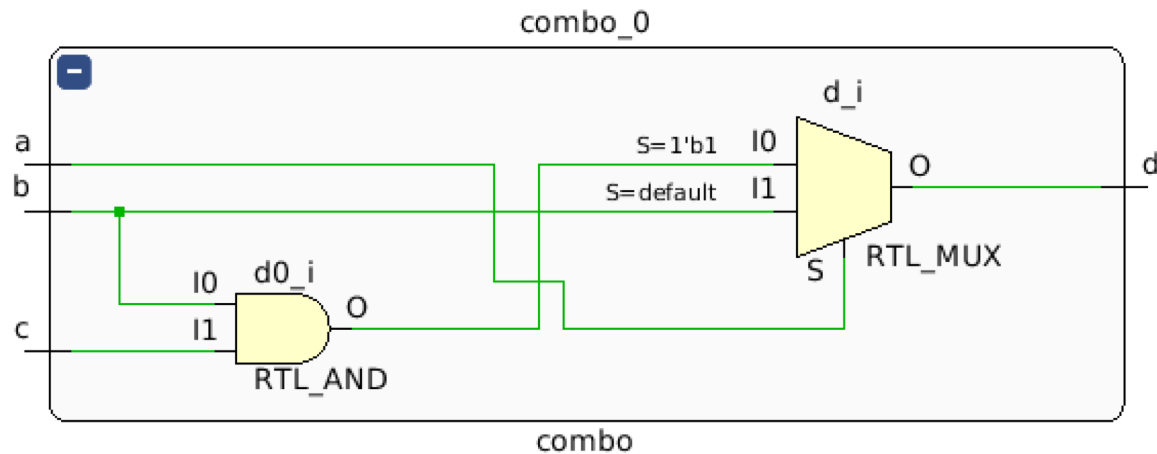 combo_0
d_i
a
S=1'b1 I0
O
d
b
S=default I1
RTL_MUX
S
d0_i
I0
O
c
I1
RTL_AND
combo